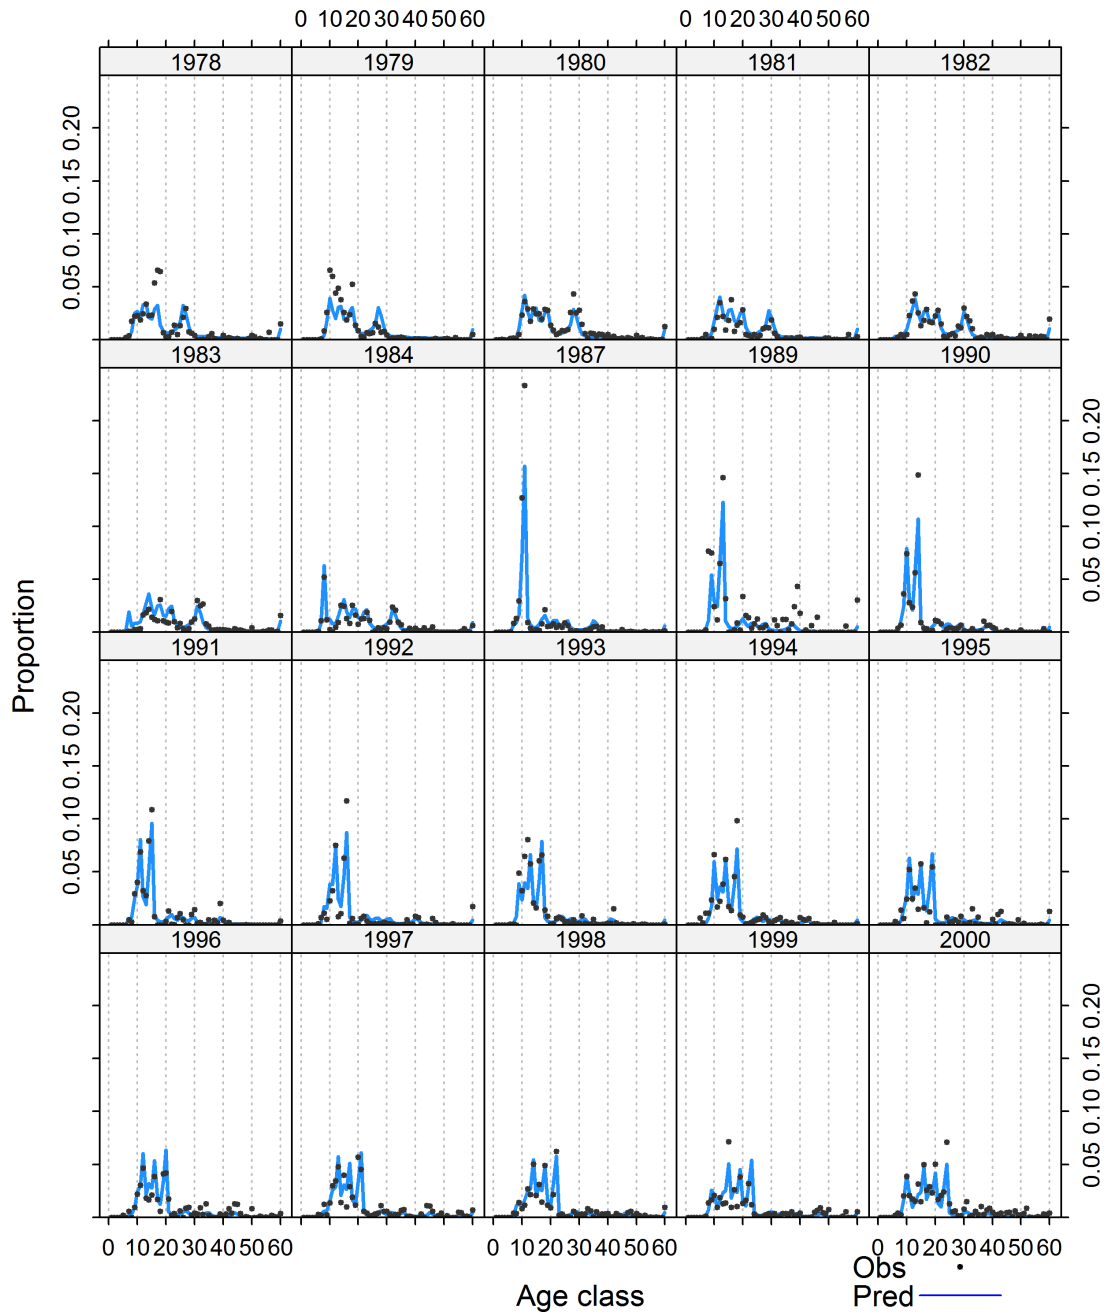 0 10 20 30 40 50 60 0 10 20 30 40 50 60
1978 1979 1980 1981 1982
0.05 0.10 0.15 0.20
1983 1984 1987 1989 1990
0.05 0.10 0.15 0.20
Proportion
1991 1992 1993 1994 1995
0.05 0.10 0.15 0.20
1996 1997 1998 1999 2000
0.05 0.10 0.15 0.20
0 10 20 30 40 50 60 0 10 20 30 40 50 60 0 10 20 30 40 50 60
Age class
Obs
Pred